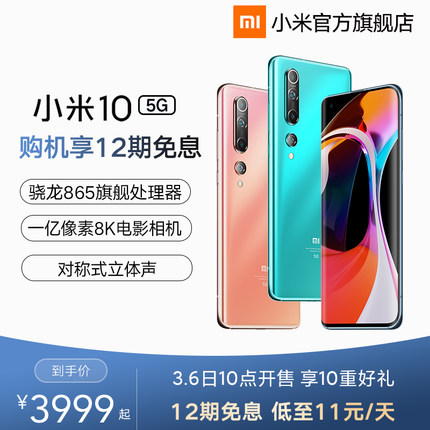 小米官方旗舰店
小米10 5G
购机享12期免息
骁龙865旗舰处理器
一亿像素8K电影相机
对称式立体声
到手价
¥3999起
3.6日10点开售 享10重好礼
12期免息 低至11元/天